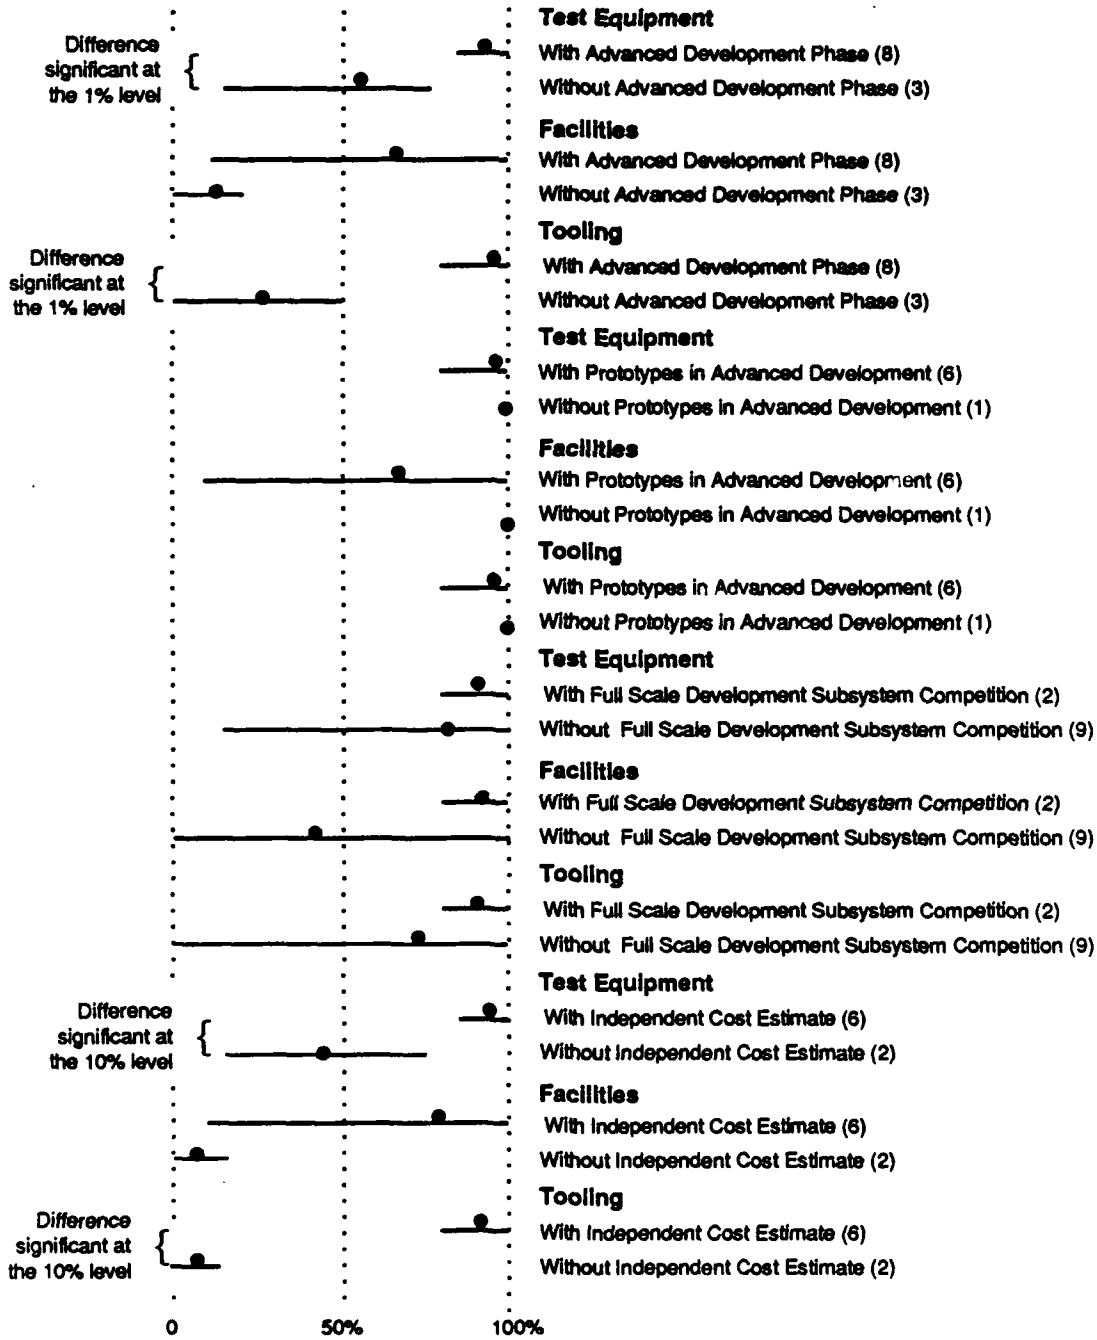 Test Equipment
Difference
significant at
the 1% level
With Advanced Development Phase (8)
Without Advanced Development Phase (3)
Facilities
With Advanced Development Phase (8)
Without Advanced Development Phase (3)
Tooling
Difference
significant at
the 1% level
With Advanced Development Phase (8)
Without Advanced Development Phase (3)
Test Equipment
With Prototypes in Advanced Development (6)
Without Prototypes in Advanced Development (1)
Facilities
With Prototypes in Advanced Development (6)
Without Prototypes in Advanced Development (1)
Tooling
With Prototypes in Advanced Development (6)
Without Prototypes in Advanced Development (1)
Test Equipment
With Full Scale Development Subsystem Competition (2)
Without Full Scale Development Subsystem Competition (9)
Facilities
With Full Scale Development Subsystem Competition (2)
Without Full Scale Development Subsystem Competition (9)
Tooling
With Full Scale Development Subsystem Competition (2)
Without Full Scale Development Subsystem Competition (9)
Test Equipment
Difference
significant at
the 10% level
With Independent Cost Estimate (6)
Without Independent Cost Estimate (2)
Facilities
With Independent Cost Estimate (6)
Without Independent Cost Estimate (2)
Tooling
Difference
significant at
the 10% level
With Independent Cost Estimate (6)
Without Independent Cost Estimate (2)
0 50% 100%